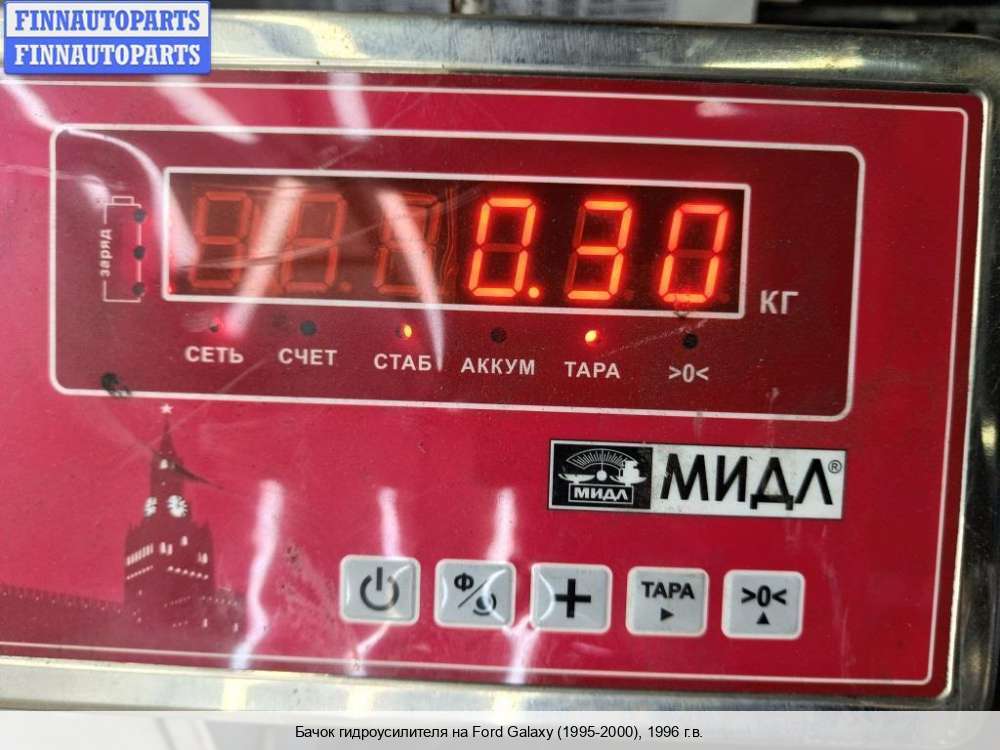 FINNAUTOPARTS
FINNAUTOPARTS
заряд
0.30
КГ
СЕТЬ СЧЕТ СТАБ АККУМ ТАРА >0<
МИДЛ
МИДЛ®
Ф
ТАРА
>0<
Бачок гидроусилителя на Ford Galaxy (1995-2000), 1996 г.в.